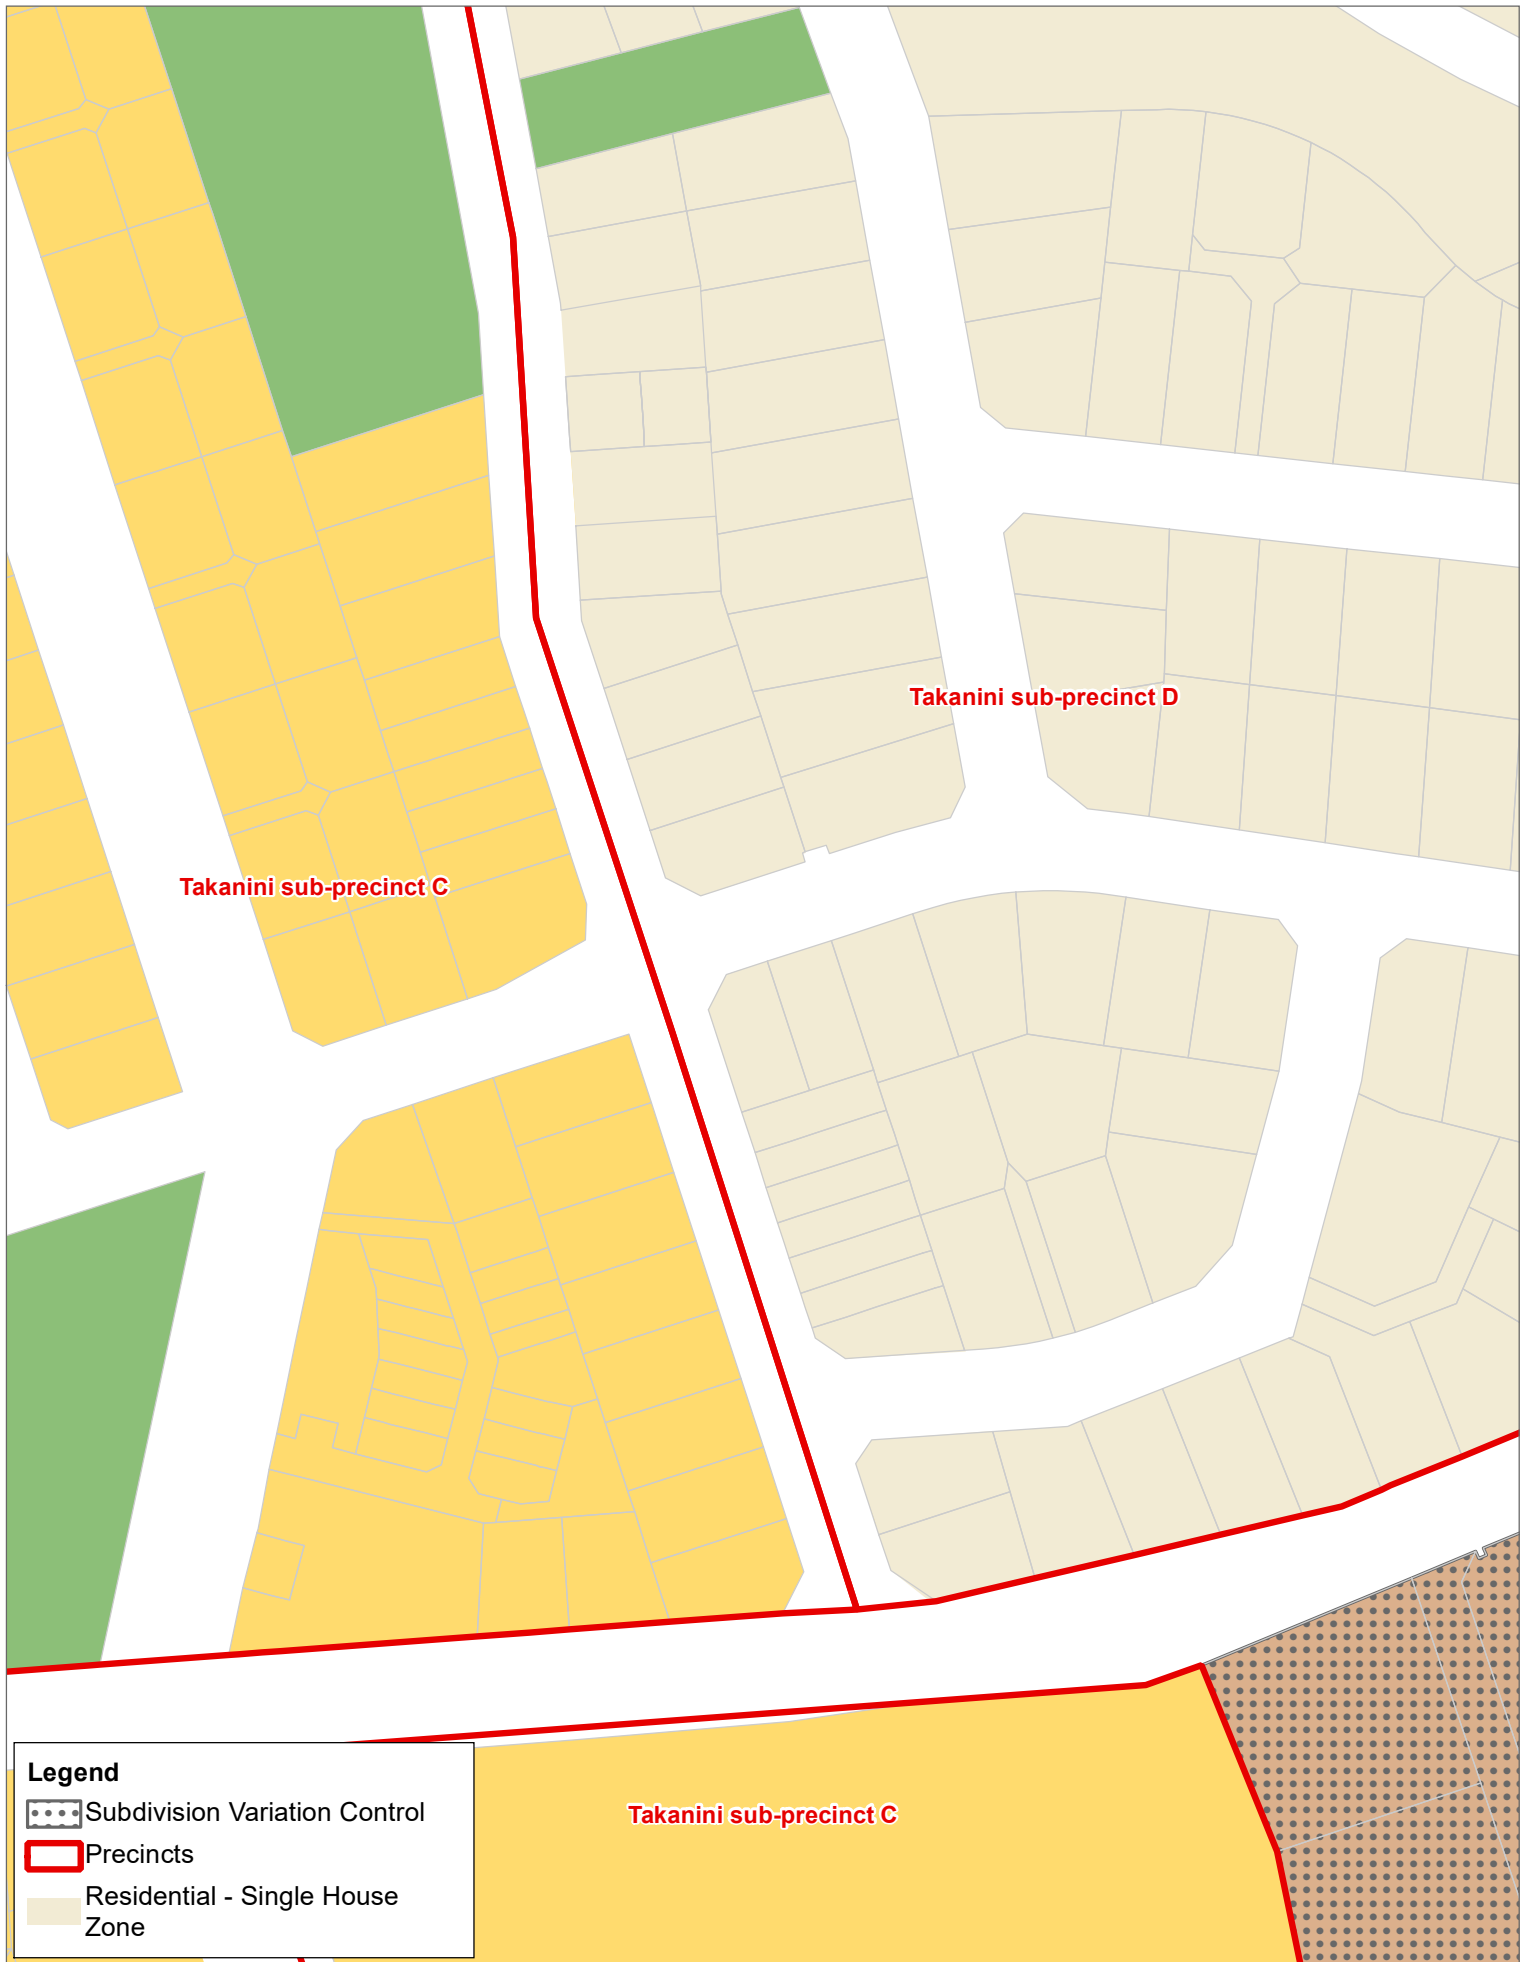 Takanini sub-precinct D
Takanini sub-precinct C
Takanini sub-precinct C
Legend
Subdivision Variation Control
Precincts
Residential - Single House
Zone